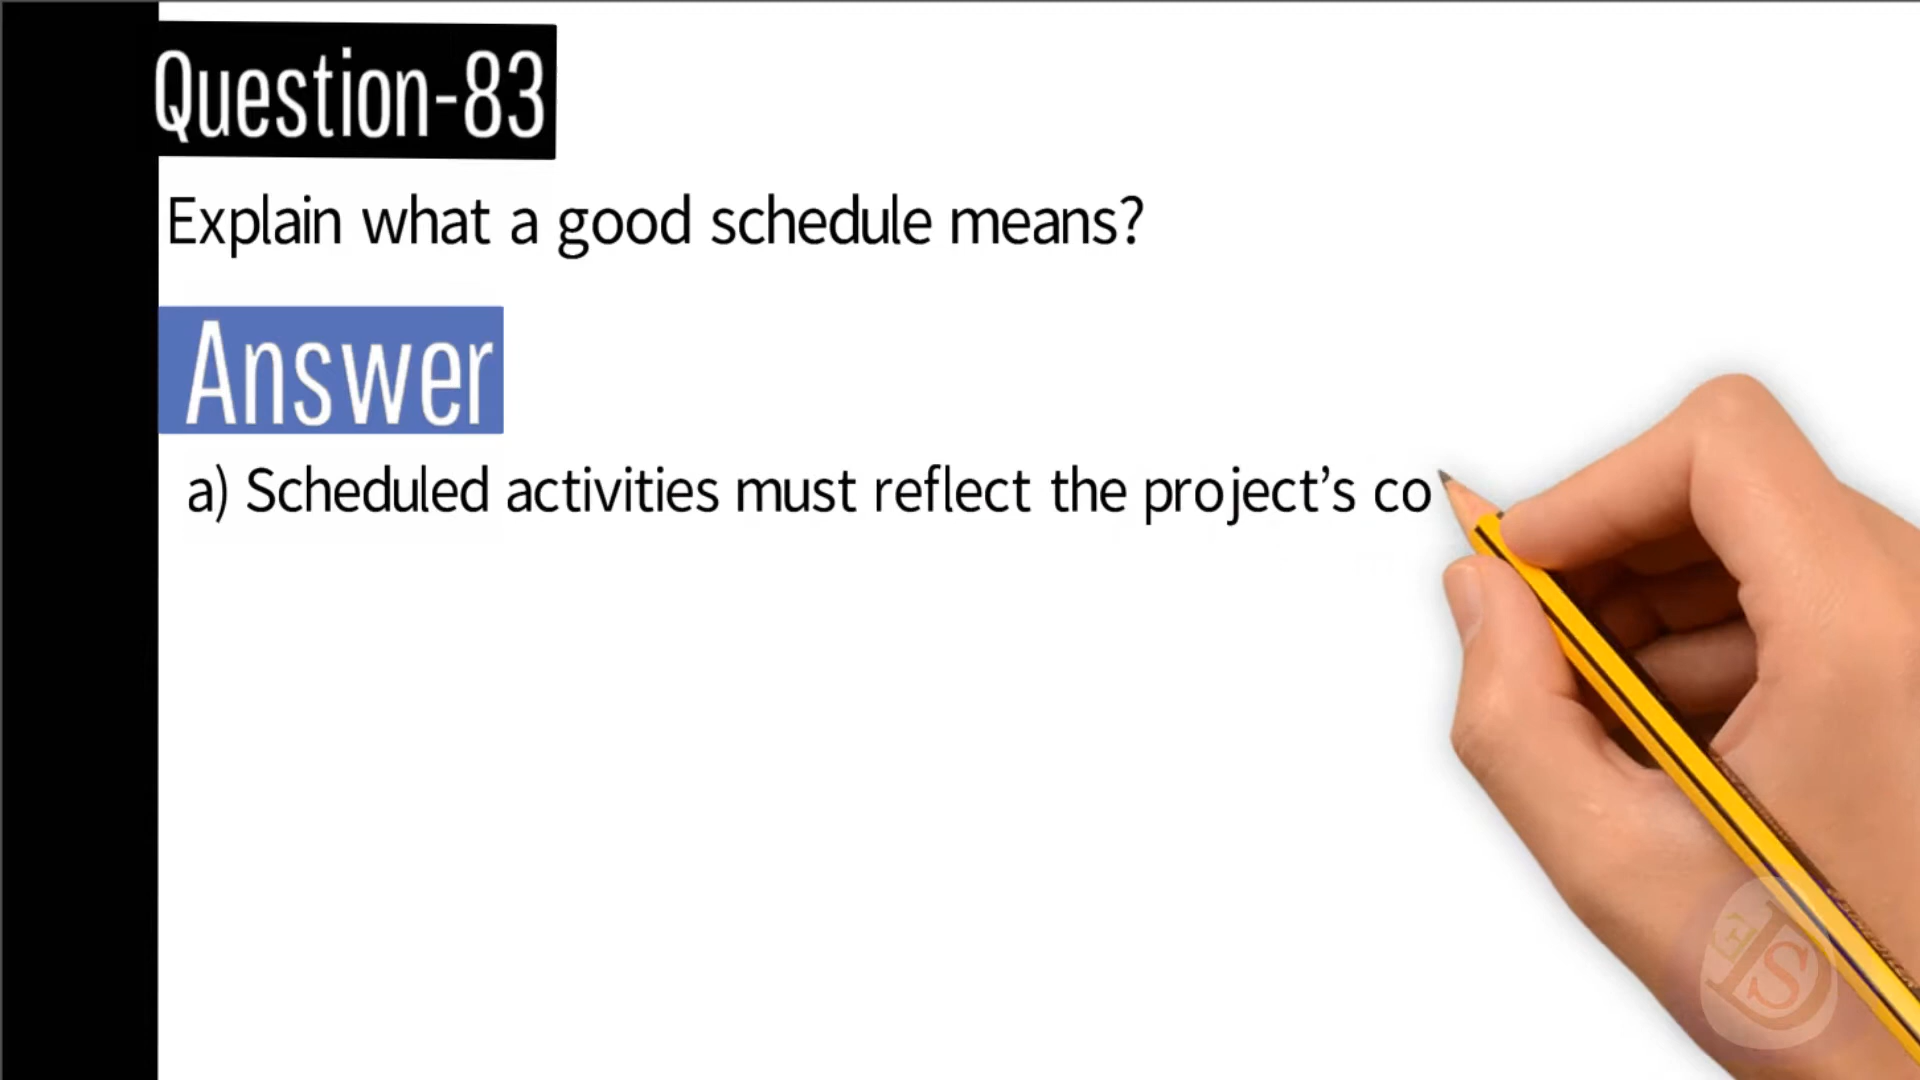 Question-83
Explain what a good schedule means?
Answer
a) Scheduled activities must reflect the project’s co